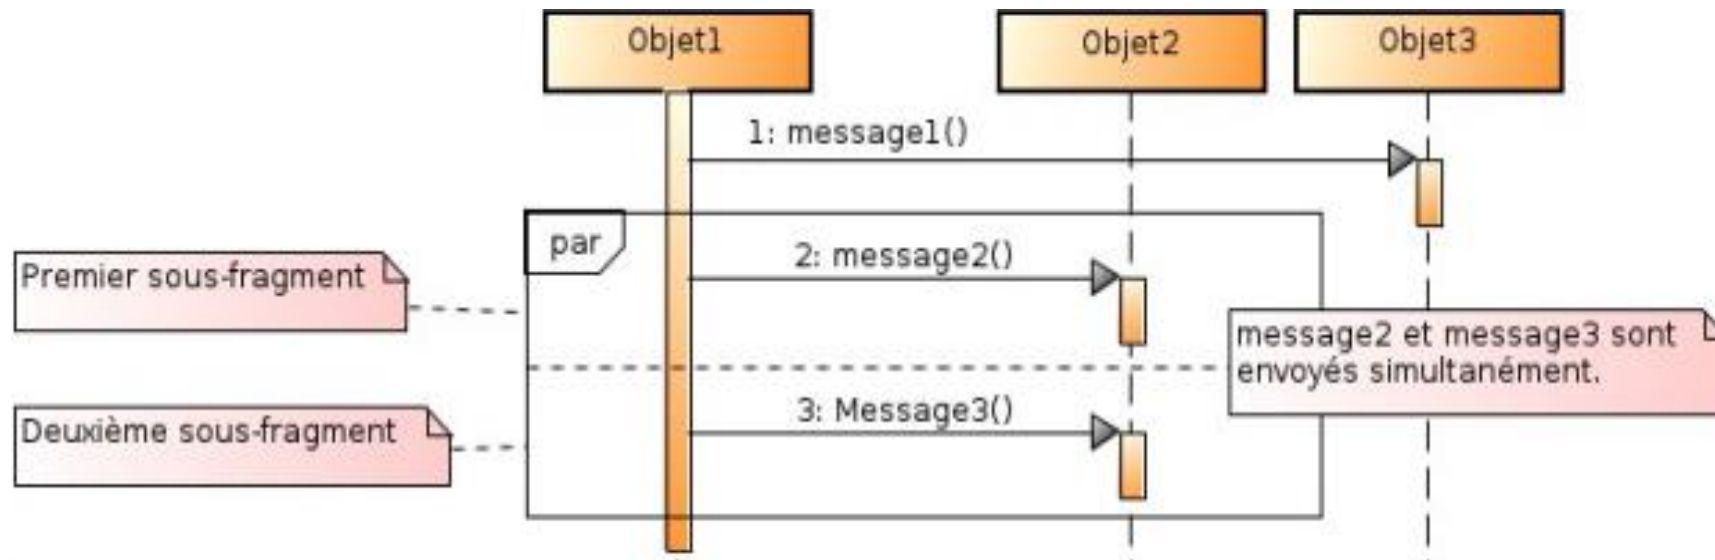 Objet1
Objet2
Objet3
1: message1()
par
2: message2()
Premier sous-fragment
message2 et message3 sont
envoyés simultanément.
3: Message3()
Deuxième sous-fragment